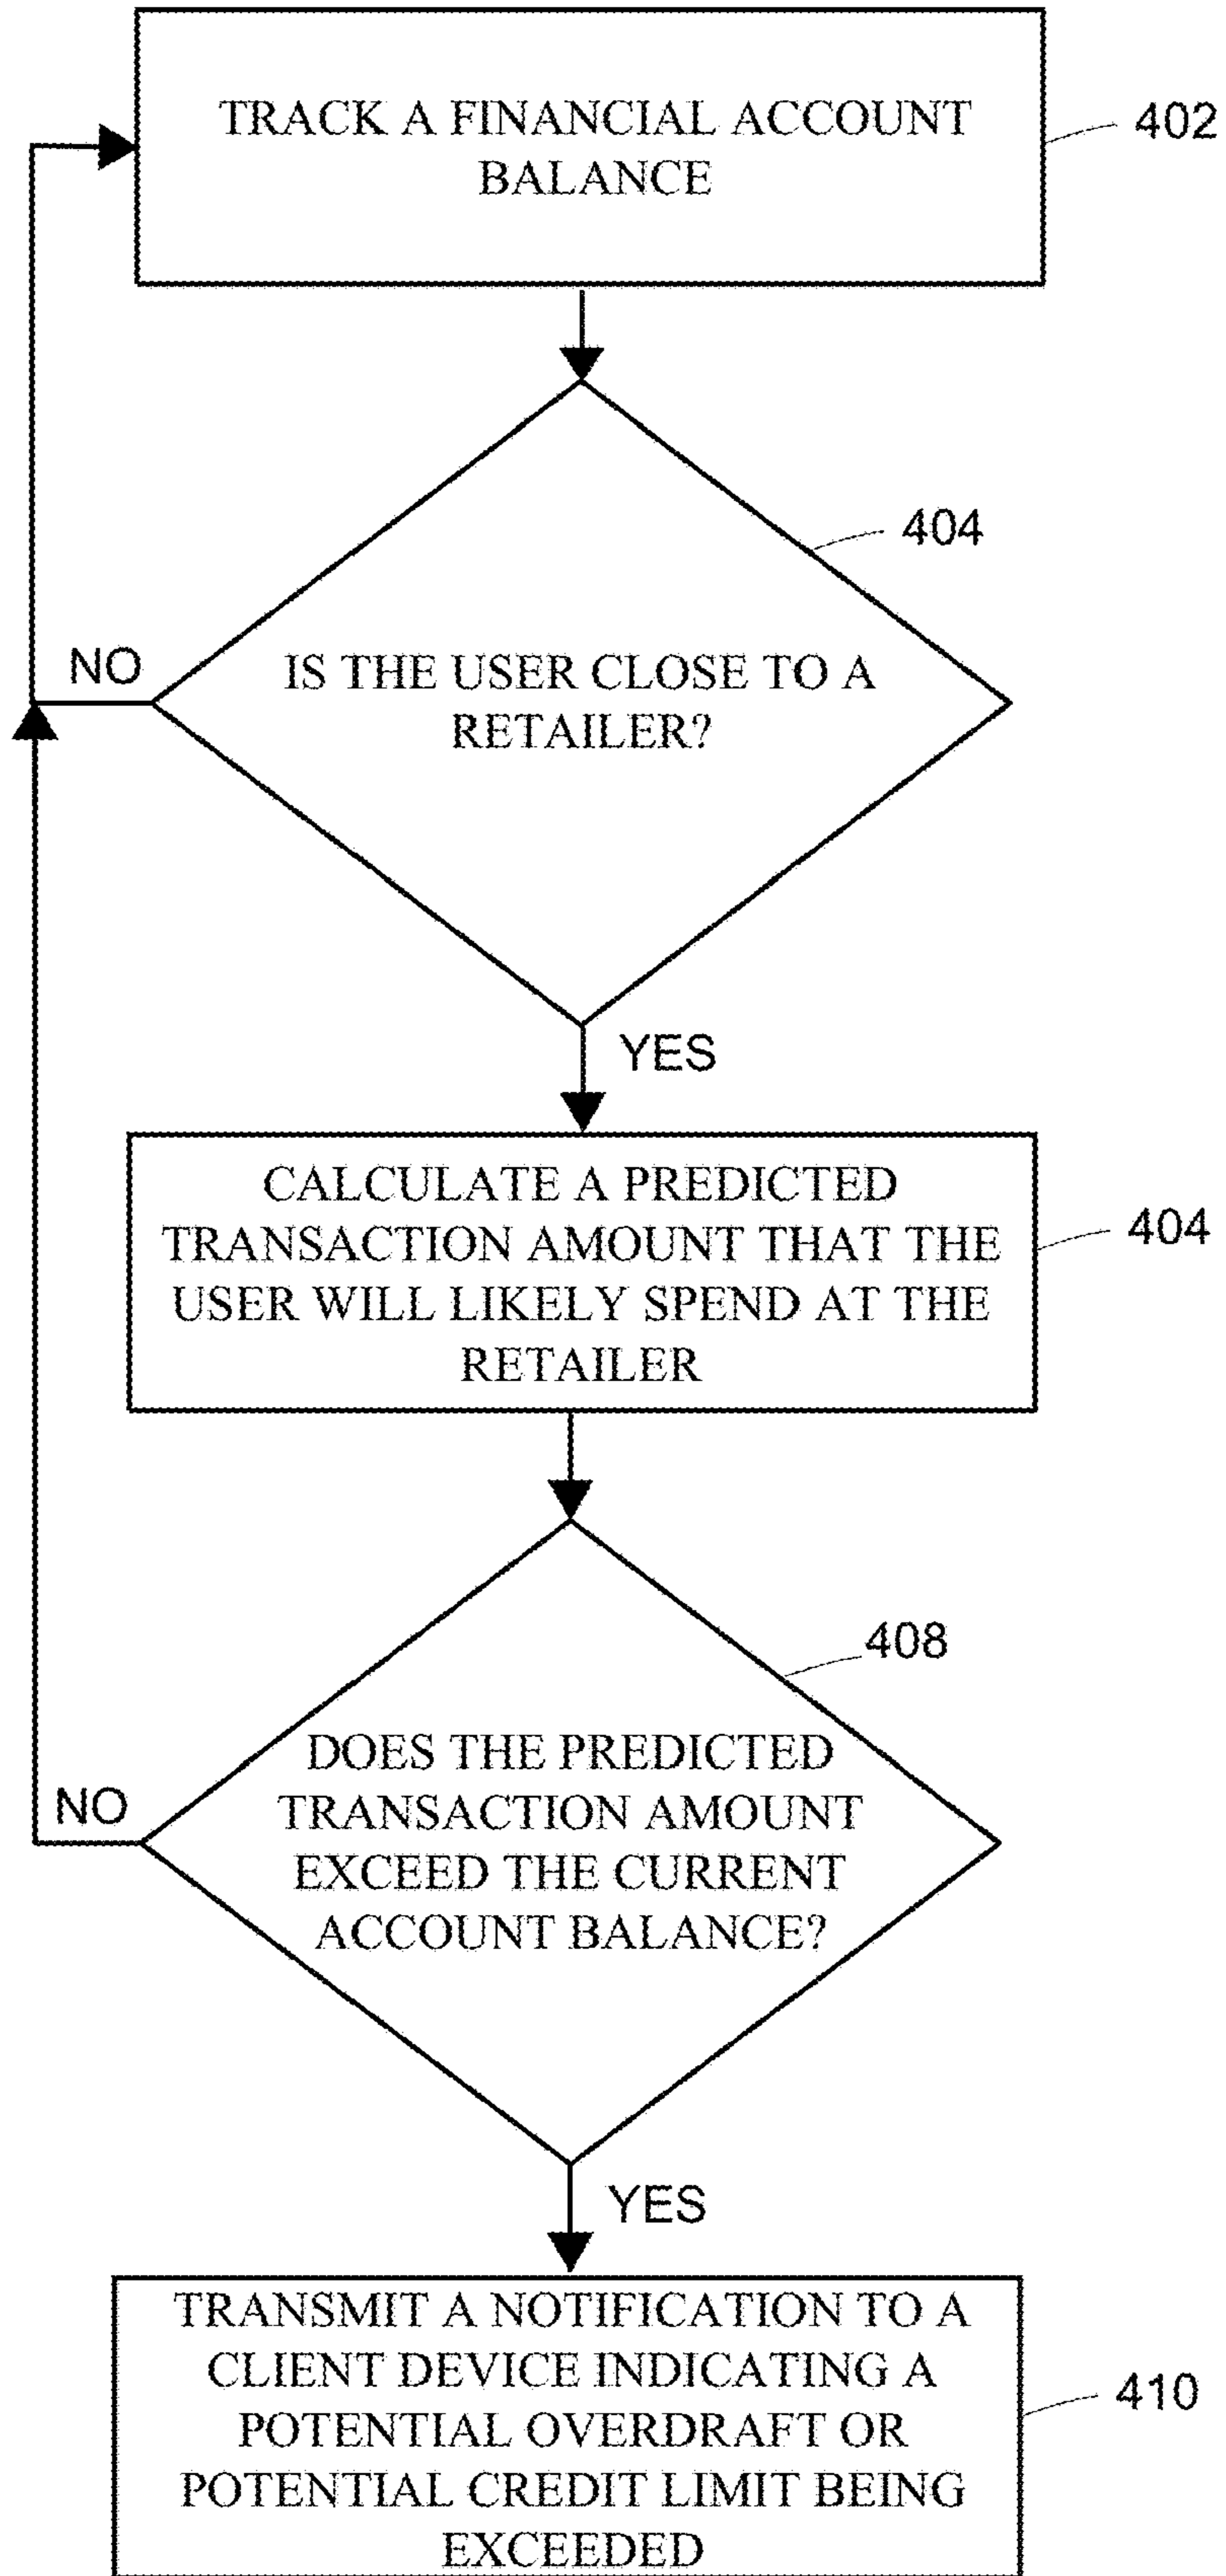 TRACK A FINANCIAL ACCOUNT
BALANCE
402
404
NO
IS THE USER CLOSE TO A
RETAILER?
YES
CALCULATE A PREDICTED
TRANSACTION AMOUNT THAT THE
USER WILL LIKELY SPEND AT THE
RETAILER
404
408
DOES THE PREDICTED
TRANSACTION AMOUNT
EXCEED THE CURRENT
ACCOUNT BALANCE?
NO
YES
TRANSMIT A NOTIFICATION TO A
CLIENT DEVICE INDICATING A
POTENTIAL OVERDRAFT OR
POTENTIAL CREDIT LIMIT BEING
EXCEEDED
410